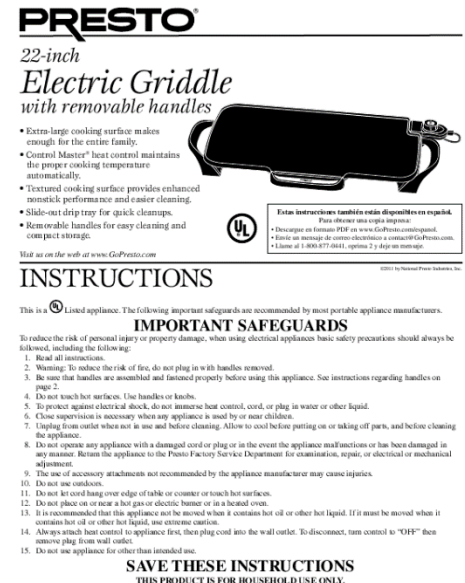 PRESTO®
22-inch
Electric Griddle
with removable handles
• Extra-large cooking surface makes
enough for the entire family.
• Control Master® heat control maintains
the proper cooking temperature
automatically.
• Textured cooking surface provides enhanced
nonstick performance and easier cleaning.
• Slide-out drip tray for quick cleanups.
• Removable handles for easy cleaning and
compact storage.
Visit us on the web at www.GoPresto.com
UL
Estas instrucciones también están disponibles en español.
Para obtener una copia impresa:
• Descargue en formato PDF en www.GoPresto.com/espanol.
• Envíe un mensaje de correo electrónico a contact@GoPresto.com.
• Llame al 1-800-877-0441, oprima 2 y deje un mensaje.
©2011 by National Presto Industries, Inc.
INSTRUCTIONS
This is a UL Listed appliance. The following important safeguards are recommended by most portable appliance manufacturers.
IMPORTANT SAFEGUARDS
To reduce the risk of personal injury or property damage, when using electrical appliances basic safety precautions should always be
followed, including the following:
1. Read all instructions.
2. Warning: To reduce the risk of fire, do not plug in with handles removed.
3. Be sure that handles are assembled and fastened properly before using this appliance. See instructions regarding handles on
page 2.
4. Do not touch hot surfaces. Use handles or knobs.
5. To protect against electrical shock, do not immerse heat control, cord, or plug in water or other liquid.
6. Close supervision is necessary when any appliance is used by or near children.
7. Unplug from outlet when not in use and before cleaning. Allow to cool before putting on or taking off parts, and before cleaning
the appliance.
8. Do not operate any appliance with a damaged cord or plug or in the event the appliance malfunctions or has been damaged in
any manner. Return the appliance to the Presto Factory Service Department for examination, repair, or electrical or mechanical
adjustment.
9. The use of accessory attachments not recommended by the appliance manufacturer may cause injuries.
10. Do not use outdoors.
11. Do not let cord hang over edge of table or counter or touch hot surfaces.
12. Do not place on or near a hot gas or electric burner or in a heated oven.
13. It is recommended that this appliance not be moved when it contains hot oil or other hot liquid. If it must be moved when it
contains hot oil or other hot liquid, use extreme caution.
14. Always attach heat control to appliance first, then plug cord into the wall outlet. To disconnect, turn control to “OFF” then
remove plug from wall outlet.
15. Do not use appliance for other than intended use.
SAVE THESE INSTRUCTIONS
THIS PRODUCT IS FOR HOUSEHOLD USE ONLY.